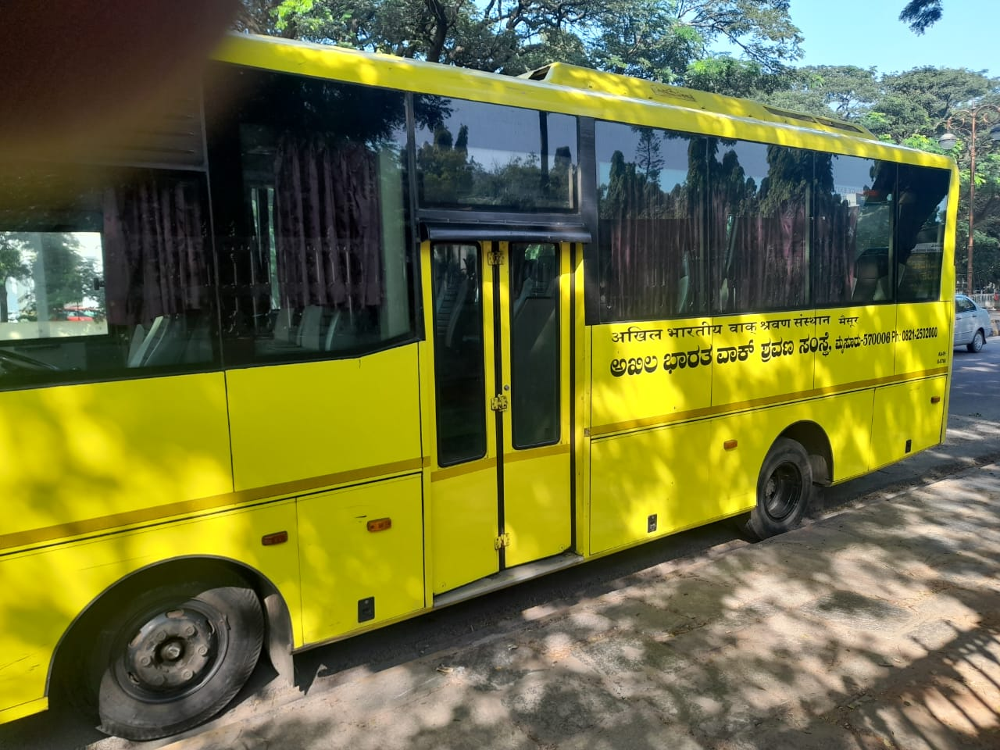 अखिल भारतीय वाक् श्रवण संस्थान मैसूर
ಅಖಿಲ ಭಾರತ ವಾಕ್ ಶ್ರವಣ ಸಂಸ್ಥೆ, ಮೈಸೂರು-570006 Ph: 0821-2502000